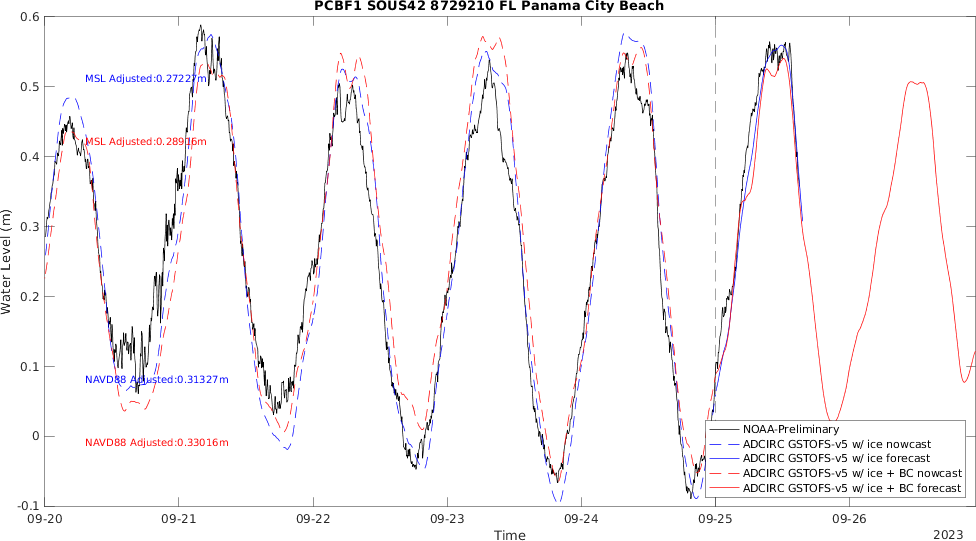 PCBF1 SOUS42 8729210 FL Panama City Beach
0.6
0.5
0.4
0.3
0.2
0.1
0
-0.1
Water Level (m)
MSL Adjusted:0.27227m
MSL Adjusted:0.28916m
NAVD88 Adjusted:0.31327m
NAVD88 Adjusted:0.33016m
NOAA-Preliminary
ADCIRC GSTOFS-v5 w/ ice nowcast
ADCIRC GSTOFS-v5 w/ ice forecast
ADCIRC GSTOFS-v5 w/ ice + BC nowcast
ADCIRC GSTOFS-v5 w/ ice + BC forecast
09-20 09-21 09-22 09-23 09-24 09-25 09-26
Time
2023